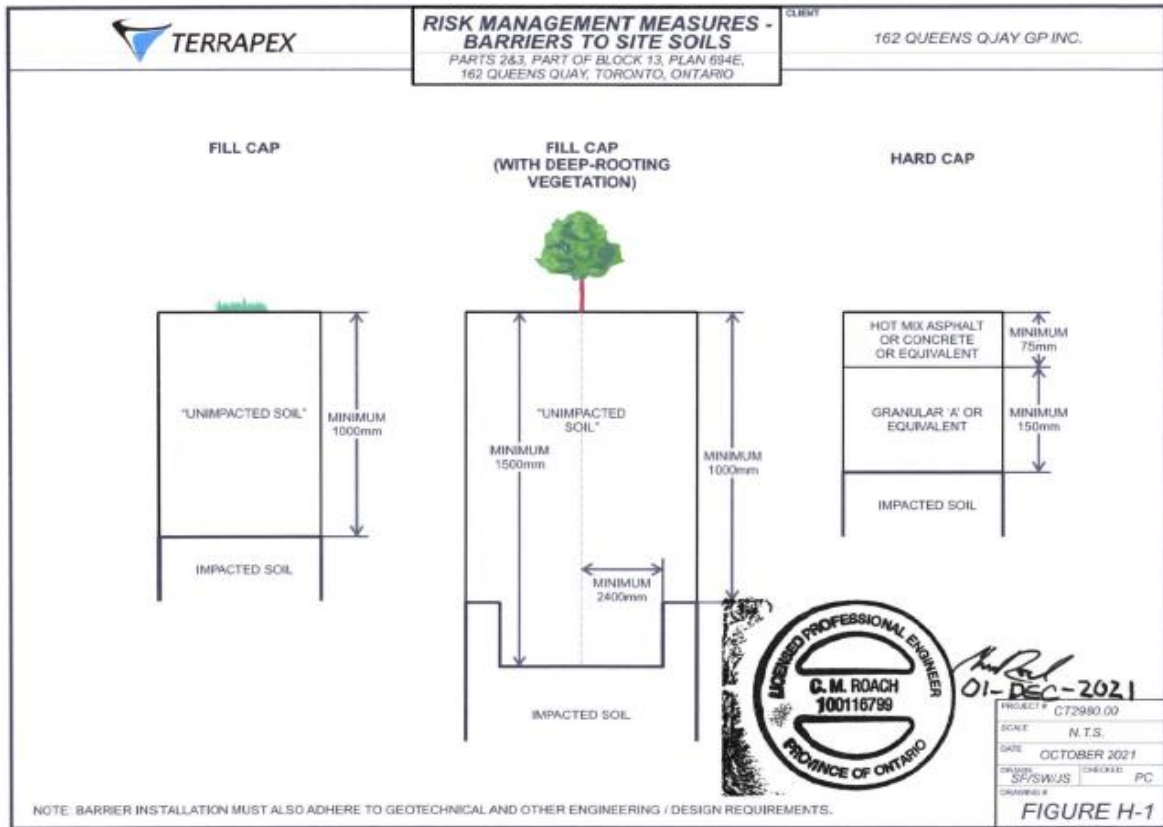 TERRAPEX
RISK MANAGEMENT MEASURES -
BARRIERS TO SITE SOILS
PARTS 2&3, PART OF BLOCK 13, PLAN 694E,
162 QUEENS QUAY, TORONTO, ONTARIO
CLIENT
162 QUEENS QUAY GP INC.
FILL CAP
"UNIMPACTED SOIL"
MINIMUM
1000mm
IMPACTED SOIL
FILL CAP
(WITH DEEP-ROOTING
VEGETATION)
"UNIMPACTED
SOIL"
MINIMUM
1500mm
MINIMUM
1000mm
MINIMUM
2400mm
IMPACTED SOIL
HARD CAP
HOT MIX ASPHALT
OR CONCRETE
OR EQUIVALENT
MINIMUM
75mm
GRANULAR 'A' OR
EQUIVALENT
MINIMUM
150mm
IMPACTED SOIL
LICENSED PROFESSIONAL ENGINEER
C. M. ROACH
100116799
PROVINCE OF ONTARIO
01-DEC-2021
PROJECT # CT2980.00
SCALE N.T.S.
DATE OCTOBER 2021
DRAWN SF/SW/JS CHECKED PC
DRAWING #
FIGURE H-1
NOTE: BARRIER INSTALLATION MUST ALSO ADHERE TO GEOTECHNICAL AND OTHER ENGINEERING / DESIGN REQUIREMENTS.